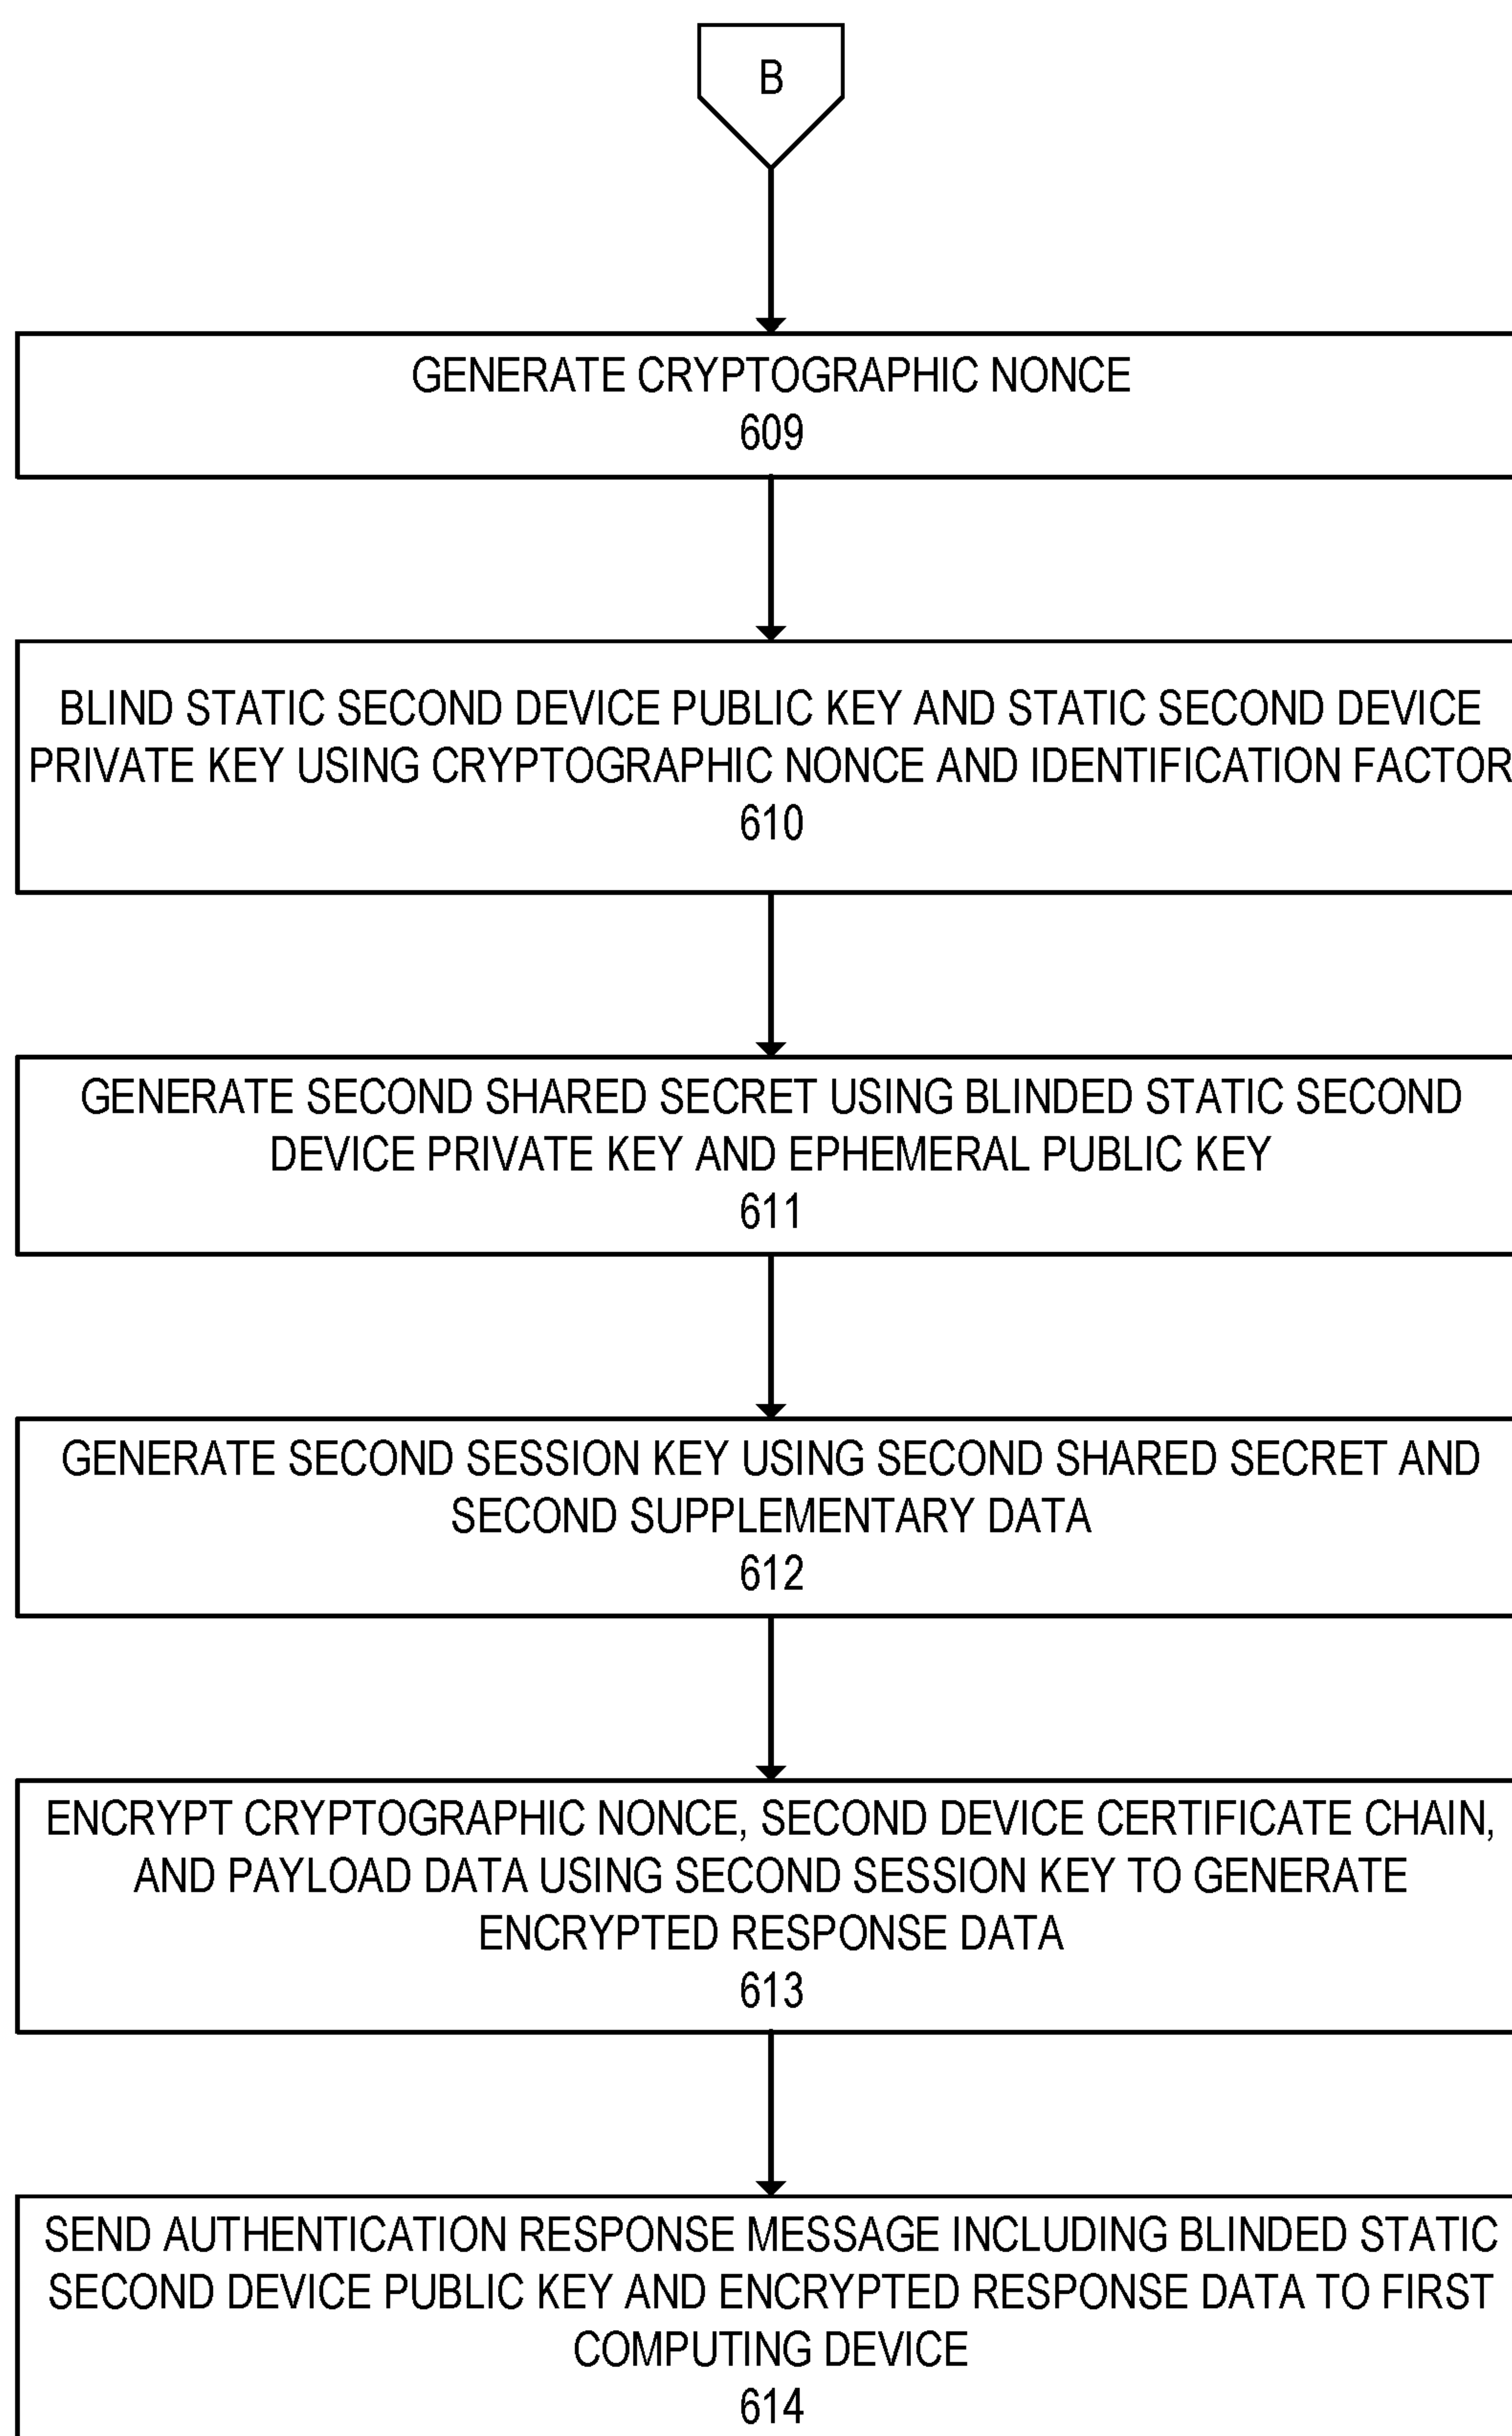 B
GENERATE CRYPTOGRAPHIC NONCE
609
BLIND STATIC SECOND DEVICE PUBLIC KEY AND STATIC SECOND DEVICE
PRIVATE KEY USING CRYPTOGRAPHIC NONCE AND IDENTIFICATION FACTOR
610
GENERATE SECOND SHARED SECRET USING BLINDED STATIC SECOND
DEVICE PRIVATE KEY AND EPHEMERAL PUBLIC KEY
611
GENERATE SECOND SESSION KEY USING SECOND SHARED SECRET AND
SECOND SUPPLEMENTARY DATA
612
ENCRYPT CRYPTOGRAPHIC NONCE, SECOND DEVICE CERTIFICATE CHAIN,
AND PAYLOAD DATA USING SECOND SESSION KEY TO GENERATE
ENCRYPTED RESPONSE DATA
613
SEND AUTHENTICATION RESPONSE MESSAGE INCLUDING BLINDED STATIC
SECOND DEVICE PUBLIC KEY AND ENCRYPTED RESPONSE DATA TO FIRST
COMPUTING DEVICE
614